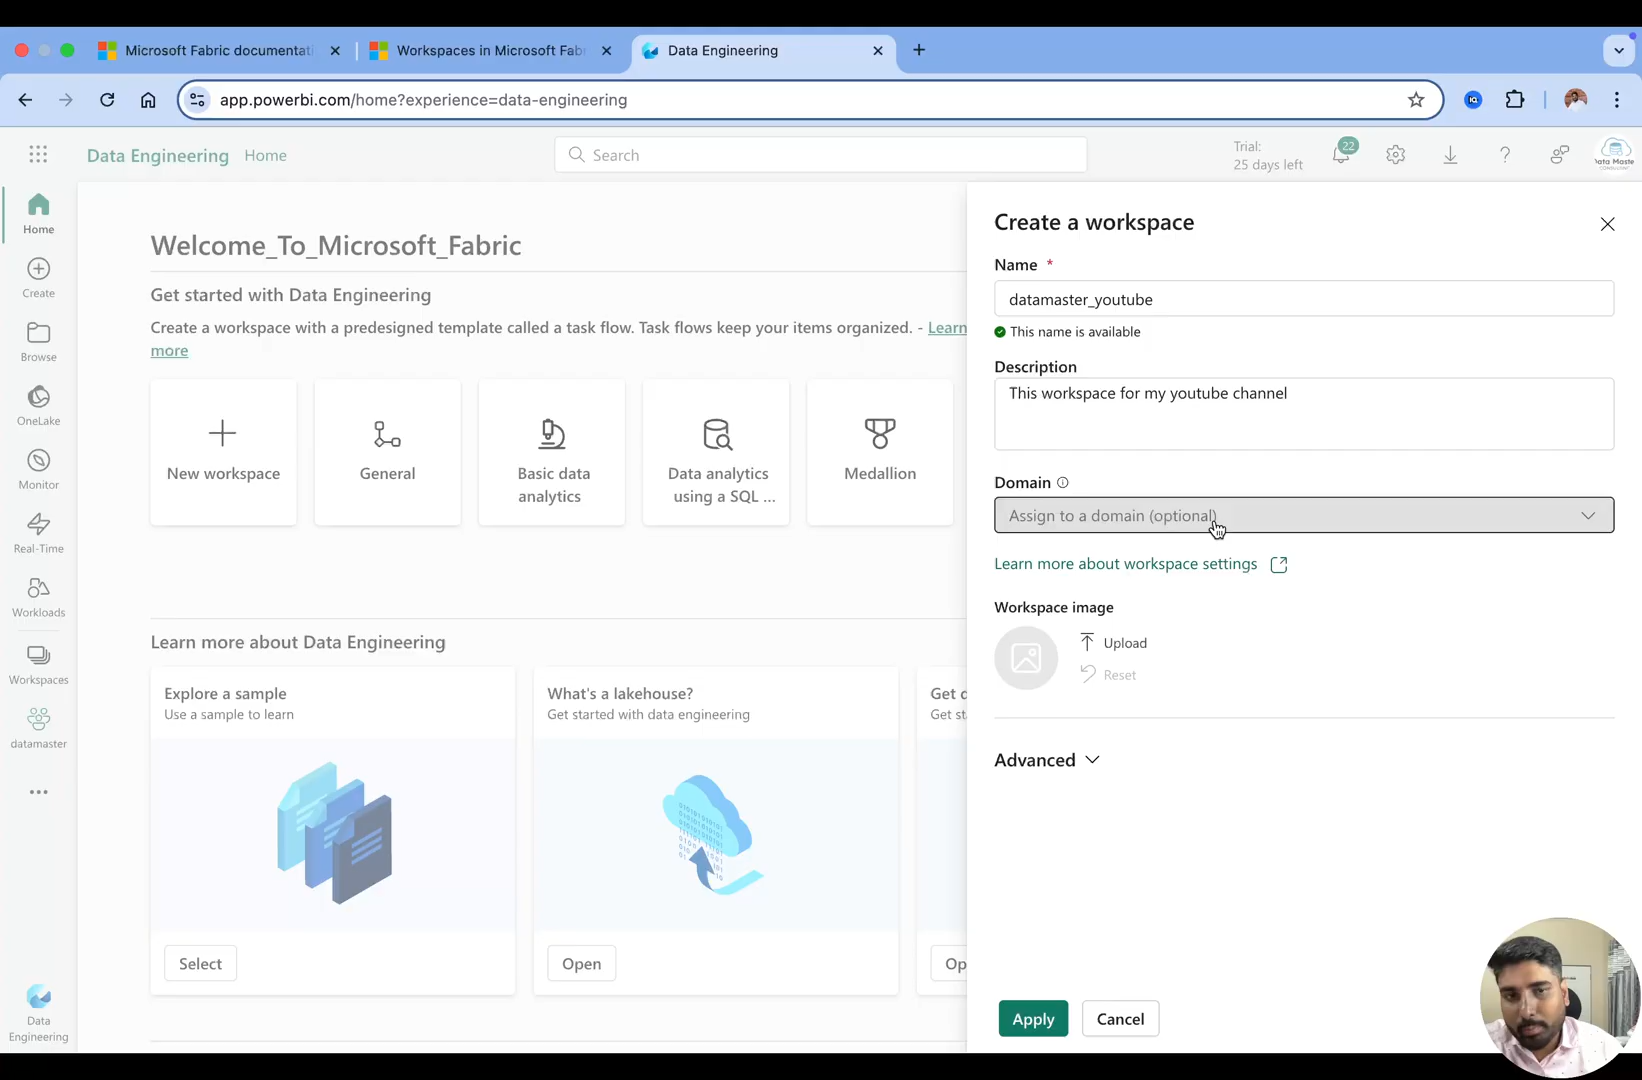 Microsoft Fabric documentati
Workspaces in Microsoft Fabr
Data Engineering
app.powerbi.com/home?experience=data-engineering
Data Engineering Home
Search
Trial:
25 days left
22
Home
Create
Browse
OneLake
Monitor
Real-Time
Workloads
Workspaces
datamaster
Data
Engineering
Welcome_To_Microsoft_Fabric
Get started with Data Engineering
Create a workspace with a predesigned template called a task flow. Task flows keep your items organized. - Learn
more
New workspace
General
Basic data
analytics
Data analytics
using a SQL ...
Medallion
Learn more about Data Engineering
Explore a sample
Use a sample to learn
Select
What's a lakehouse?
Get started with data engineering
Open
Get d
Get st
Op
Create a workspace
Name *
datamaster_youtube
This name is available
Description
This workspace for my youtube channel
Domain
Assign to a domain (optional)
Learn more about workspace settings
Workspace image
Upload
Reset
Advanced
Apply
Cancel